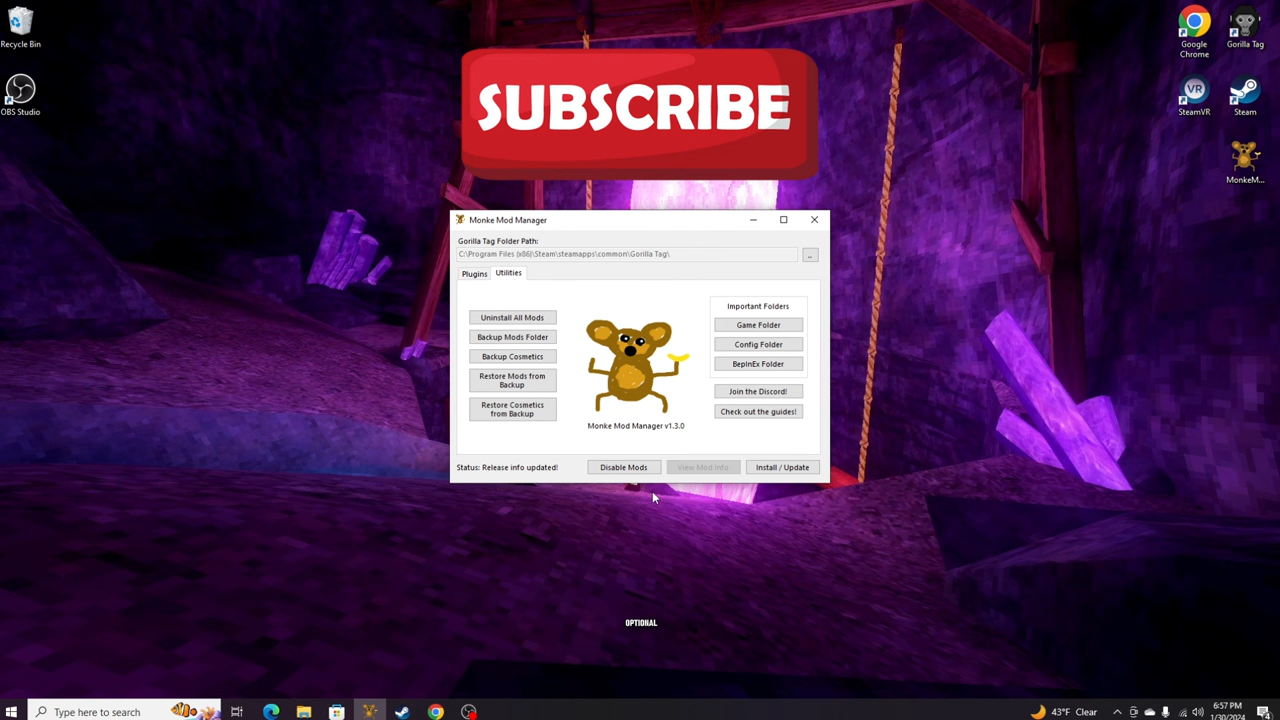 Recycle Bin
OBS Studio
Google
Chrome
Gorilla Tag
VR
SteamVR
Steam
MonkeM...
SUBSCRIBE
Monke Mod Manager
Gorilla Tag Folder Path:
C:\Program Files (x86)\Steam\steamapps\common\Gorilla Tag\
..
Plugins
Utilities
Uninstall All Mods
Backup Mods Folder
Backup Cosmetics
Restore Mods from
Backup
Restore Cosmetics
from Backup
Monke Mod Manager v1.3.0
Important Folders
Game Folder
Config Folder
BepInEx Folder
Join the Discord!
Check out the guides!
Status: Release info updated!
Disable Mods
View Mod Info
Install / Update
OPTIONAL
Type here to search
43°F Clear
6:57 PM
1/30/2024